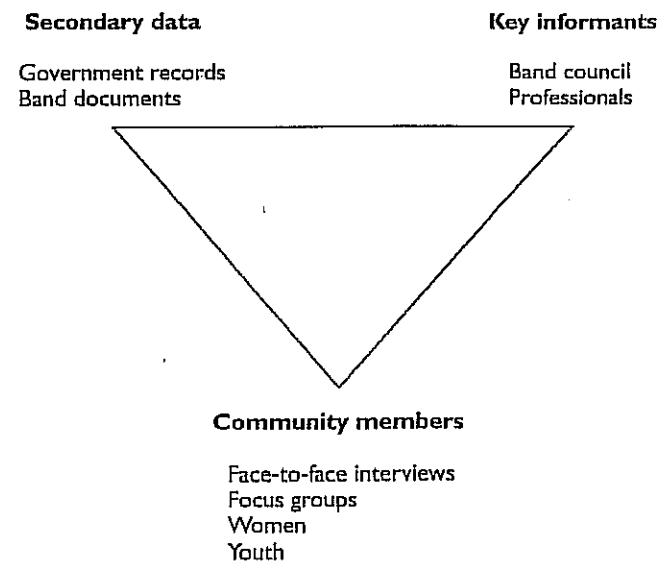 Secondary data
Government records
Band documents
Key informants
Band council
Professionals
Community members
Face-to-face interviews
Focus groups
Women
Youth